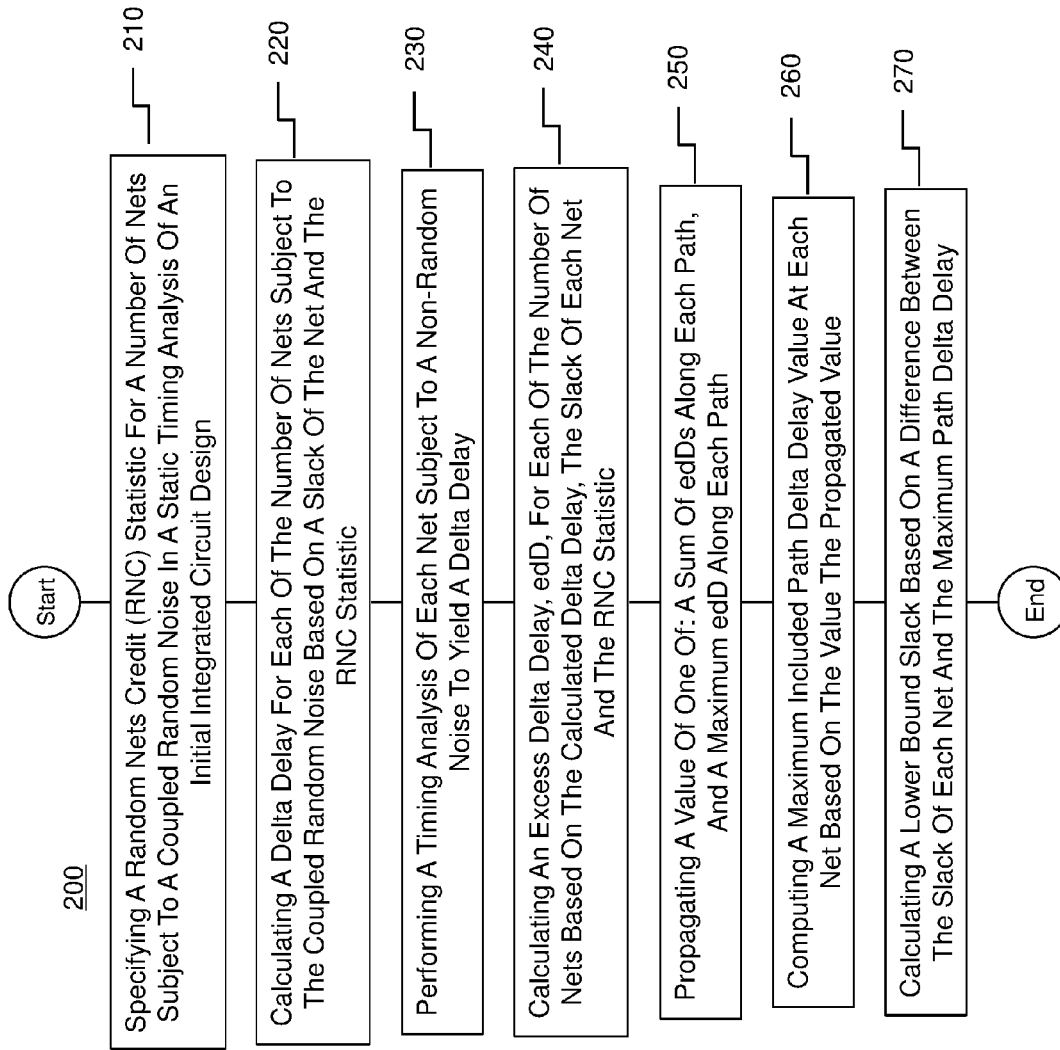 200
Start
Specifying A Random Nets Credit (RNC) Statistic For A Number Of Nets
Subject To A Coupled Random Noise In A Static Timing Analysis Of An
Initial Integrated Circuit Design
210
Calculating A Delta Delay For Each Of The Number Of Nets Subject To
The Coupled Random Noise Based On A Slack Of The Net And The
RNC Statistic
220
Performing A Timing Analysis Of Each Net Subject To A Non-Random
Noise To Yield A Delta Delay
230
Calculating An Excess Delta Delay, edD, For Each Of The Number Of
Nets Based On The Calculated Delta Delay, The Slack Of Each Net
And The RNC Statistic
240
Propagating A Value Of One Of: A Sum Of edDs Along Each Path,
And A Maximum edD Along Each Path
250
Computing A Maximum Included Path Delta Delay Value At Each
Net Based On The Value The Propagated Value
260
Calculating A Lower Bound Slack Based On A Difference Between
The Slack Of Each Net And The Maximum Path Delta Delay
270
End